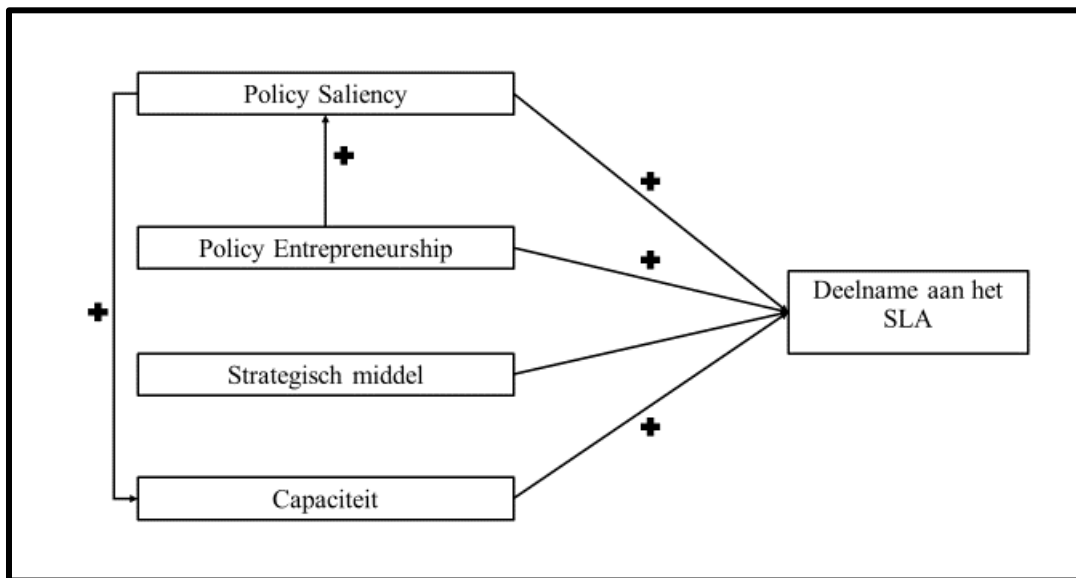 Policy Saliency
Policy Entrepreneurship
Strategisch middel
Capaciteit
Deelname aan het
SLA